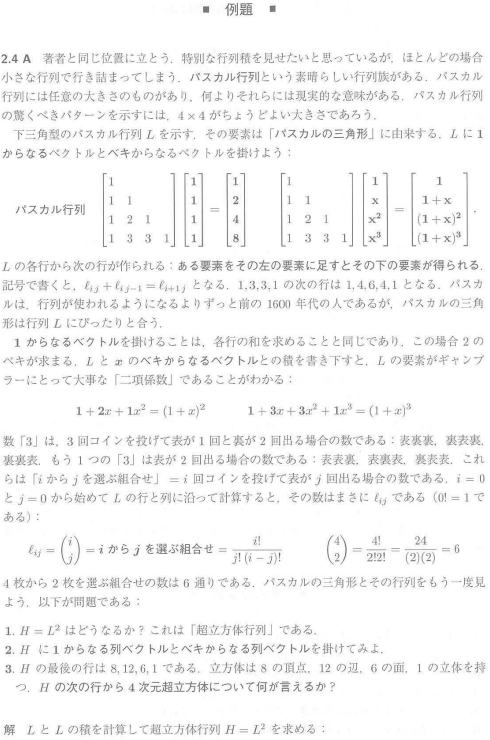 ■ 例題 ■
2.4 A 著者と同じ位置に立とう．特別な行列積を見せたいと思っているが，ほとんどの場合
小さな行列で行き詰まってしまう．パスカル行列という素晴らしい行列族がある．パスカル
行列には任意の大きさのものがあり，何よりそれらには現実的な意味がある．パスカル行列
の驚くべきパターンを示すには，4 × 4 がちょうどよい大きさであろう．
下三角型のパスカル行列 L を示す．その要素は「パスカルの三角形」に由来する．L に 1
からなるベクトルとベキからなるベクトルを掛けよう：
パスカル行列 [1; 1 1; 1 2 1; 1 3 3 1] [1; 1; 1; 1] = [1; 2; 4; 8] [1; 1 1; 1 2 1; 1 3 3 1] [1; x; x²; x³] = [1; 1 + x; (1 + x)²; (1 + x)³] .
L の各行から次の行が作られる：ある要素をその左の要素に足すとその下の要素が得られる．
記号で書くと，ℓij + ℓi j−1 = ℓi+1 j となる．1, 3, 3, 1 の次の行は 1, 4, 6, 4, 1 となる．パスカ
ルは，行列が使われるようになるよりずっと前の 1600 年代の人であるが，パスカルの三角
形は行列 L にぴったりと合う．
1 からなるベクトルを掛けることは，各行の和を求めることと同じであり，この場合 2 の
ベキが求まる．L と x のベキからなるベクトルとの積を書き下すと，L の要素がギャンブ
ラーにとって大事な「二項係数」であることがわかる：
1 + 2x + 1x² = (1 + x)² 1 + 3x + 3x² + 1x³ = (1 + x)³
数「3」は，3 回コインを投げて表が 1 回と裏が 2 回出る場合の数である：表裏裏，裏表裏，
裏裏表．もう 1 つの「3」は表が 2 回出る場合の数である：表表裏，表裏表，裏表表．これ
らは「i から j を選ぶ組合せ」 = i 回コインを投げて表が j 回出る場合の数である．i = 0
と j = 0 から始めて L の行と列に沿って計算すると，その数はまさに ℓij である（0! = 1 で
ある）：
ℓij = (i j) = i から j を選ぶ組合せ = i! / j! (i − j)! (4 2) = 4! / 2!2! = 24 / (2)(2) = 6
4 枚から 2 枚を選ぶ組合せの数は 6 通りである．パスカルの三角形とその行列をもう一度見
よう．以下が問題である：
1. H = L² はどうなるか？これは「超立方体行列」である．
2. H に 1 からなる列ベクトルとベキからなる列ベクトルを掛けてみよ．
3. H の最後の行は 8, 12, 6, 1 である．立方体は 8 の頂点，12 の辺，6 の面，1 の立体を持
つ．H の次の行から 4 次元超立方体について何が言えるか？
解 L と L の積を計算して超立方体行列 H = L² を求める：